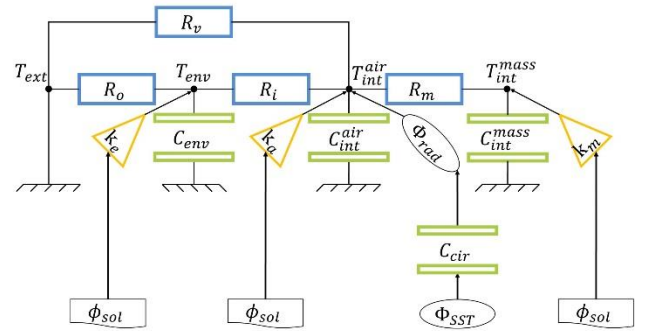 R_v
T_ext
R_o
T_env
R_i
T_int^air
R_m
T_int^mass
k_e
C_env
k_a
C_int^air
Φ_rad
C_int^mass
k_m
C_cir
ϕ_sol
ϕ_sol
Φ_SST
ϕ_sol